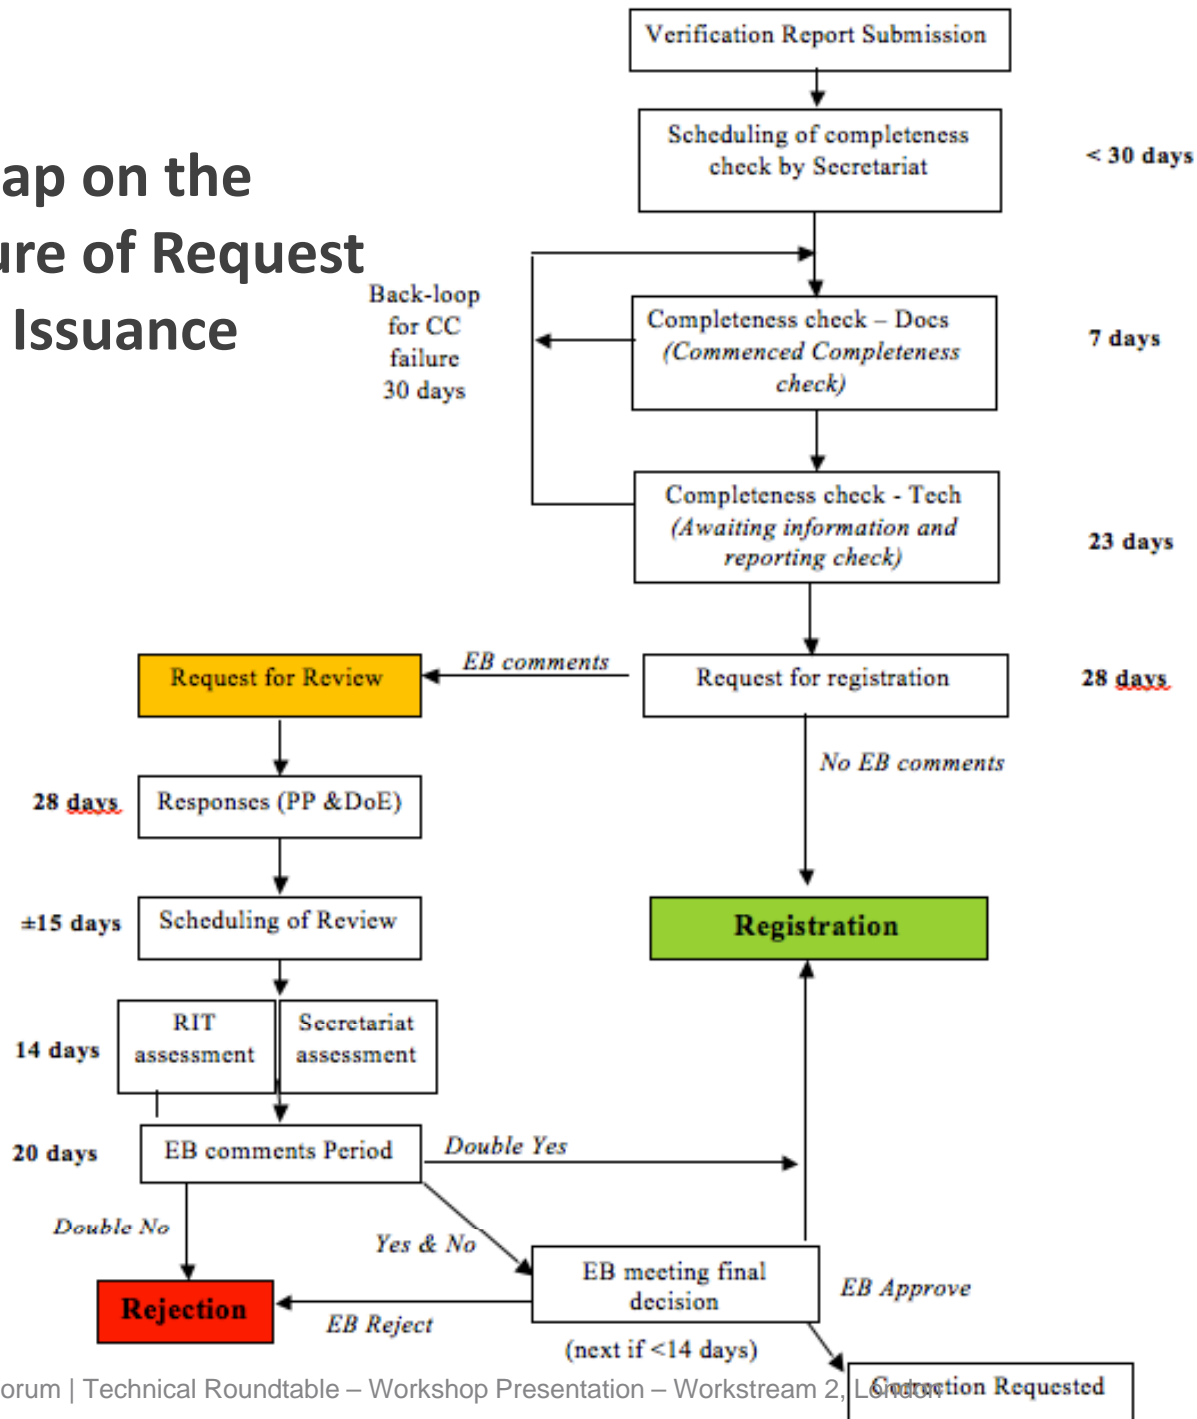 Verification Report Submission
Scheduling of completeness
check by Secretariat
< 30 days
ap on the
ure of Request
Issuance
Back-loop
for CC
failure
30 days
Completeness check – Docs
(Commenced Completeness
check)
7 days
Completeness check - Tech
(Awaiting information and
reporting check)
23 days
Request for Review
EB comments
Request for registration
28 days
No EB comments
28 days
Responses (PP &DoE)
±15 days
Scheduling of Review
Registration
14 days
RIT
assessment
Secretariat
assessment
20 days
EB comments Period
Double Yes
Double No
Yes & No
EB meeting final
decision
EB Approve
Rejection
EB Reject
(next if <14 days)
Correction Requested
orum | Technical Roundtable – Workshop Presentation – Workstream 2, London